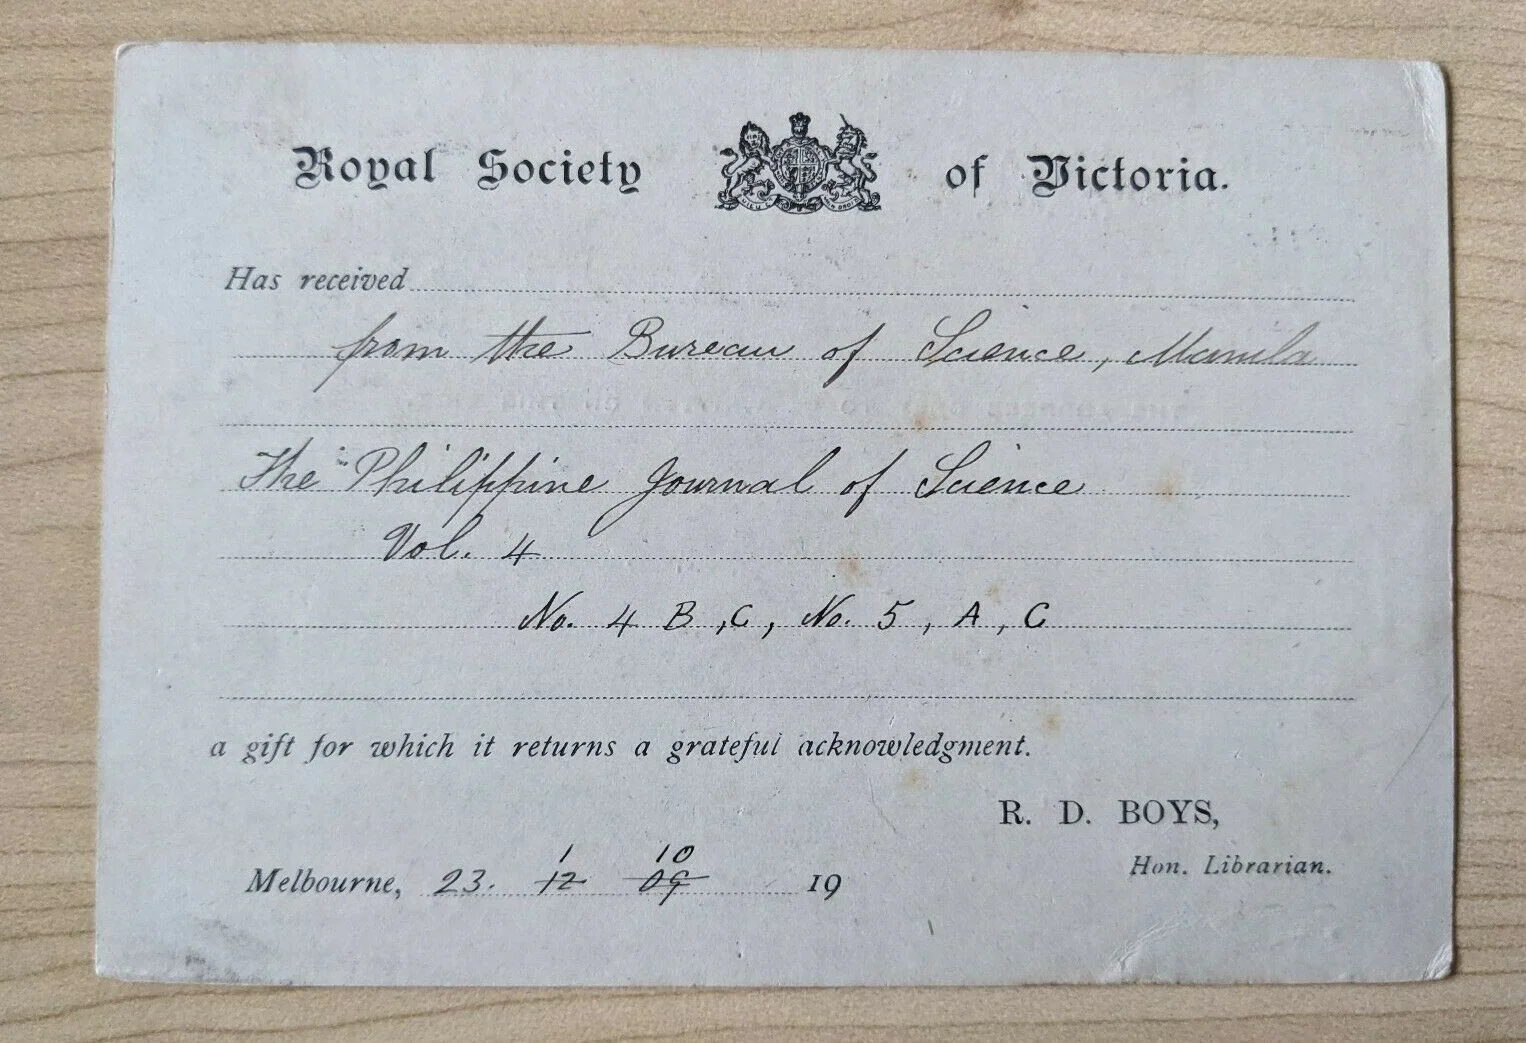 Royal Society of Victoria.
Has received
from the Bureau of Science, Manila
The Philippine Journal of Science
Vol. 4
No. 4 B, C, No. 5, A, C
a gift for which it returns a grateful acknowledgment.
R. D. BOYS,
Hon. Librarian.
1 10
Melbourne, 23. 12 09 19